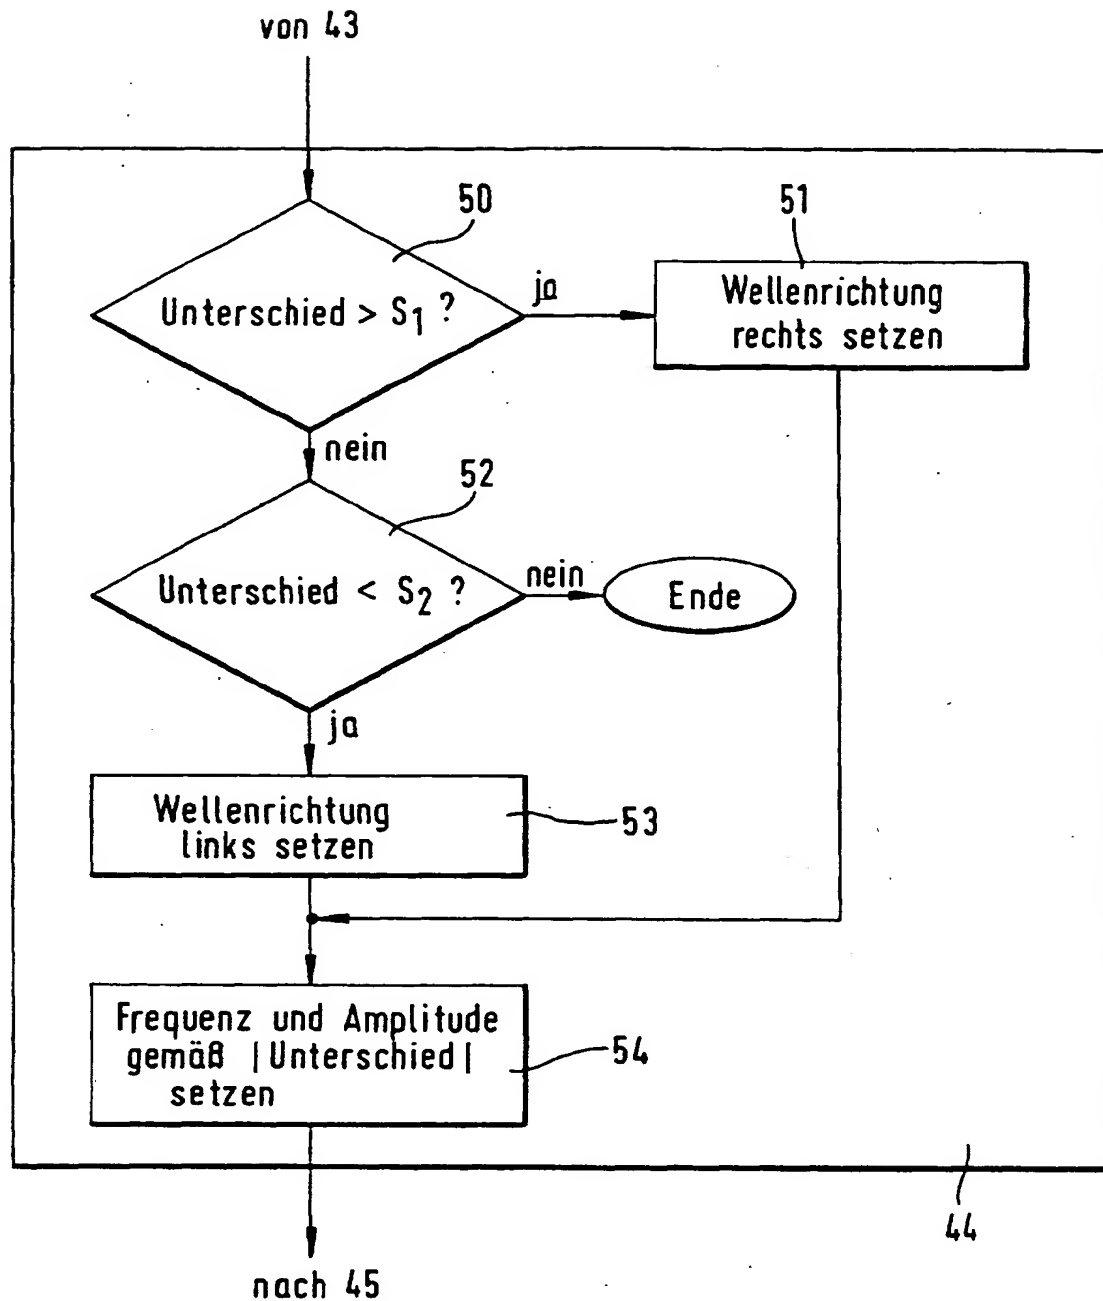 von 43
50
51
Unterschied > S1 ?
ja
Wellenrichtung
rechts setzen
nein
52
Unterschied < S2 ?
nein
Ende
ja
Wellenrichtung
links setzen
53
Frequenz und Amplitude
gemäß |Unterschied|
setzen
54
44
nach 45